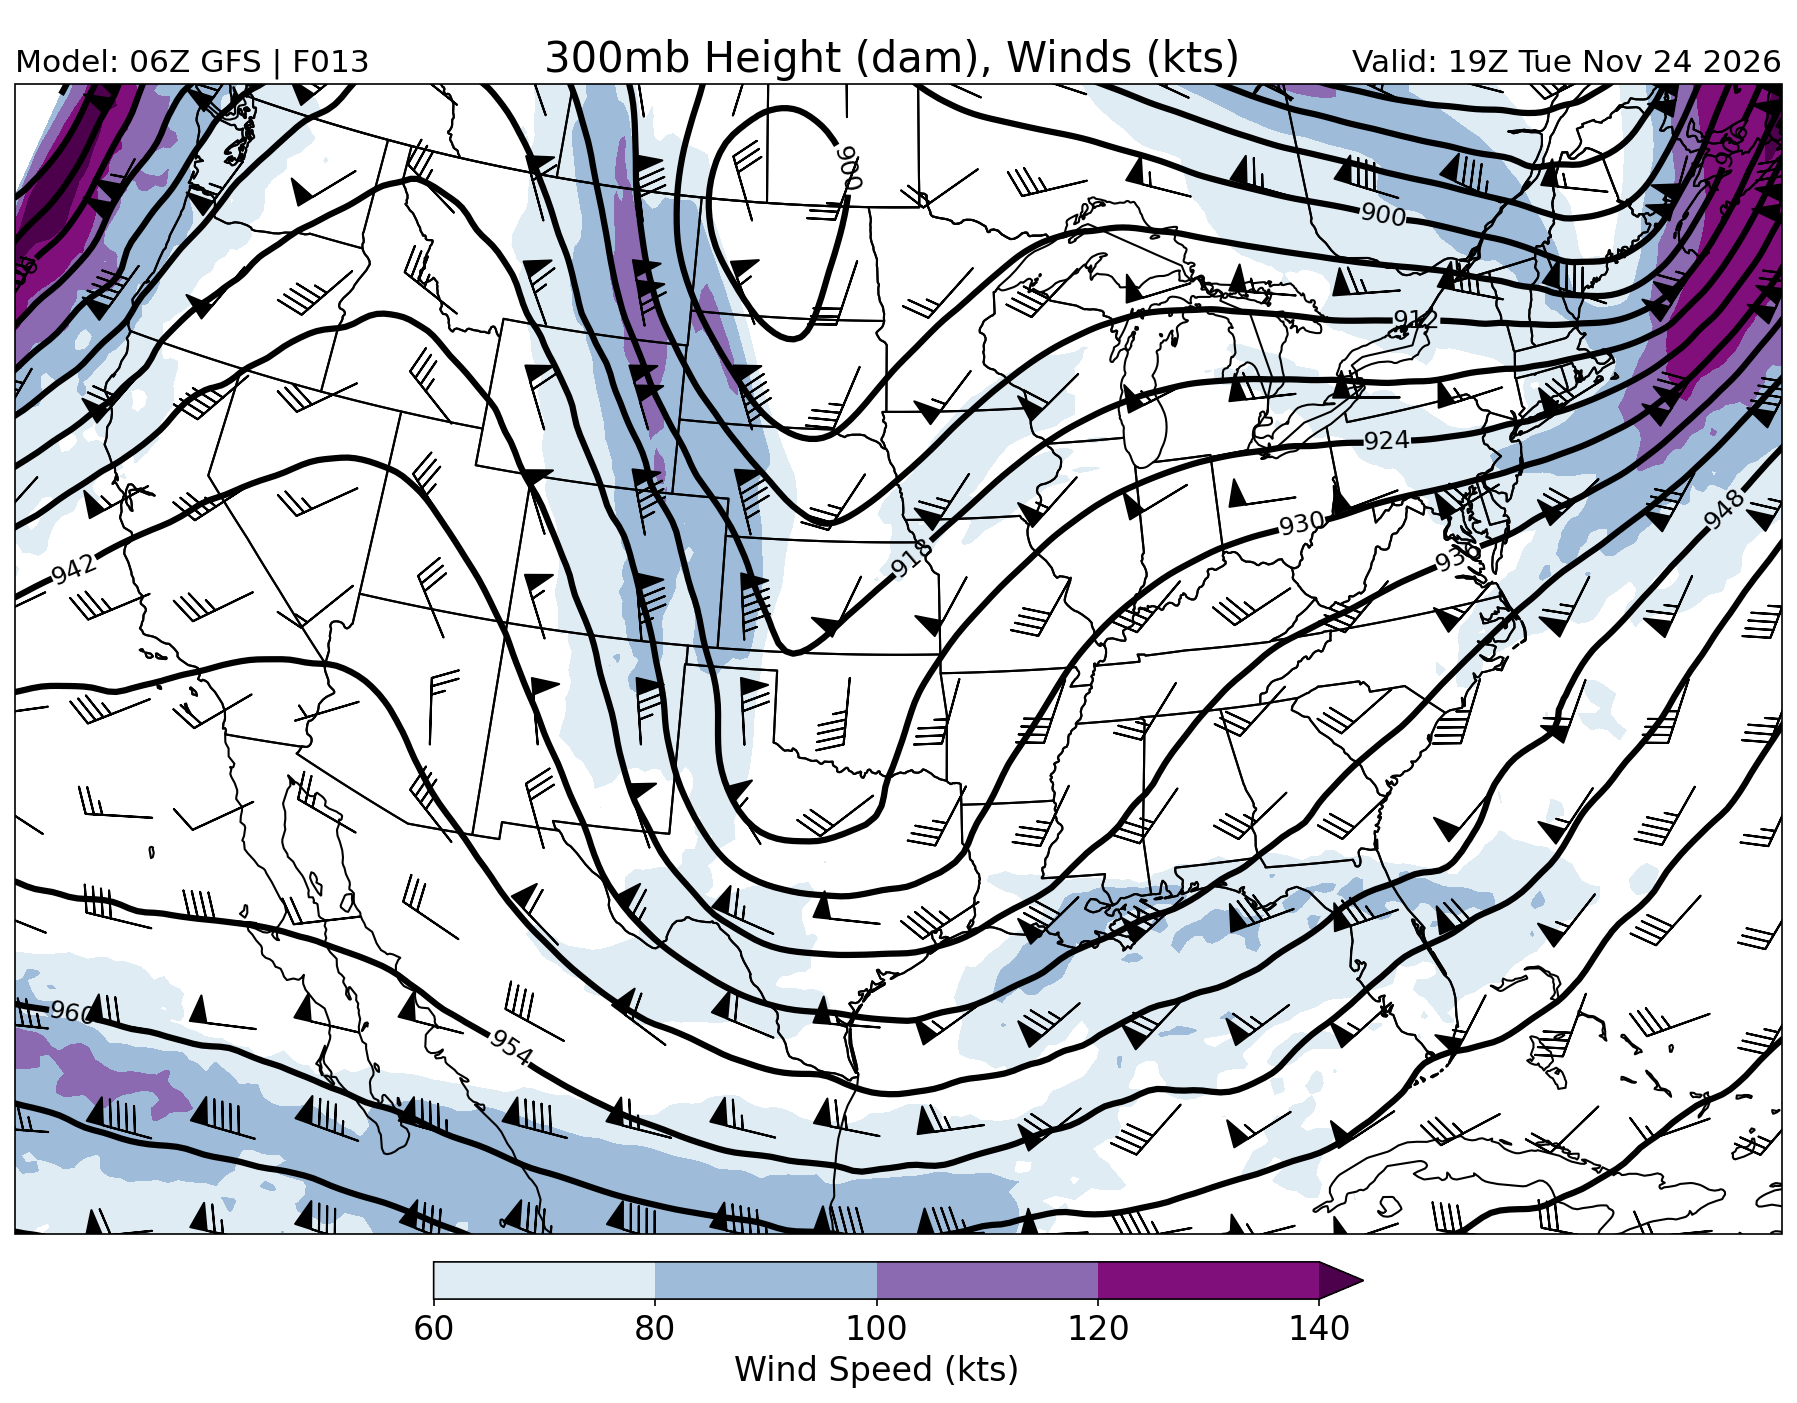 Model: 06Z GFS | F013
300mb Height (dam), Winds (kts)
Valid: 19Z Tue Nov 24 2026
900
906
900
912
924
948
930
918
936
942
960
954
60 80 100 120 140
Wind Speed (kts)